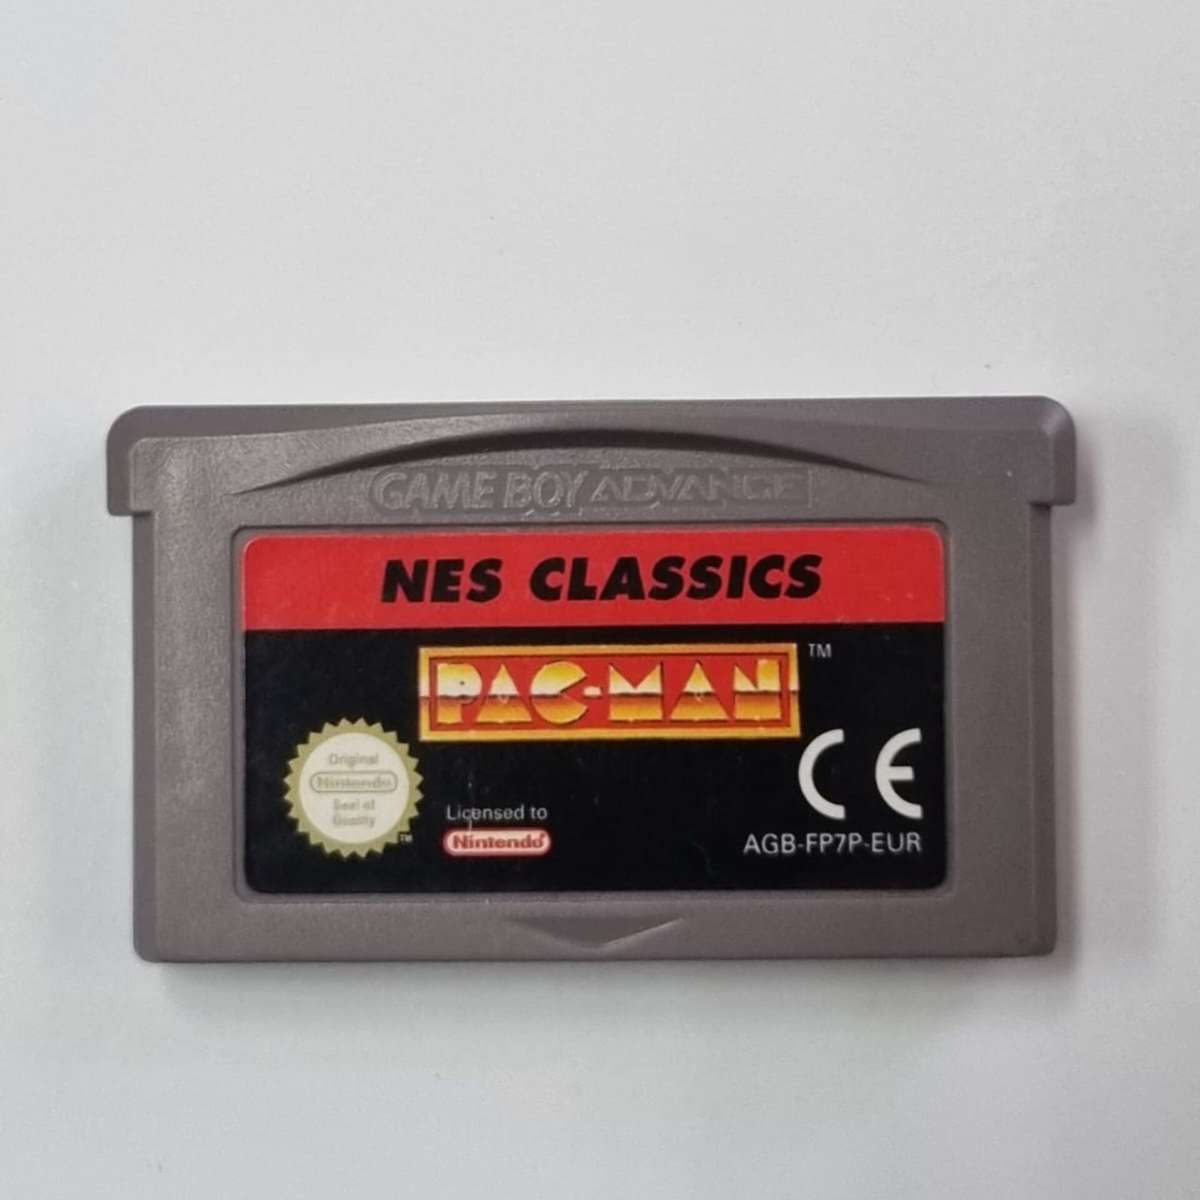 GAME BOY ADVANCE
NES CLASSICS
PAC-MAN™
Original
Nintendo
Seal of
Quality
™
Licensed to
Nintendo
CE
AGB-FP7P-EUR